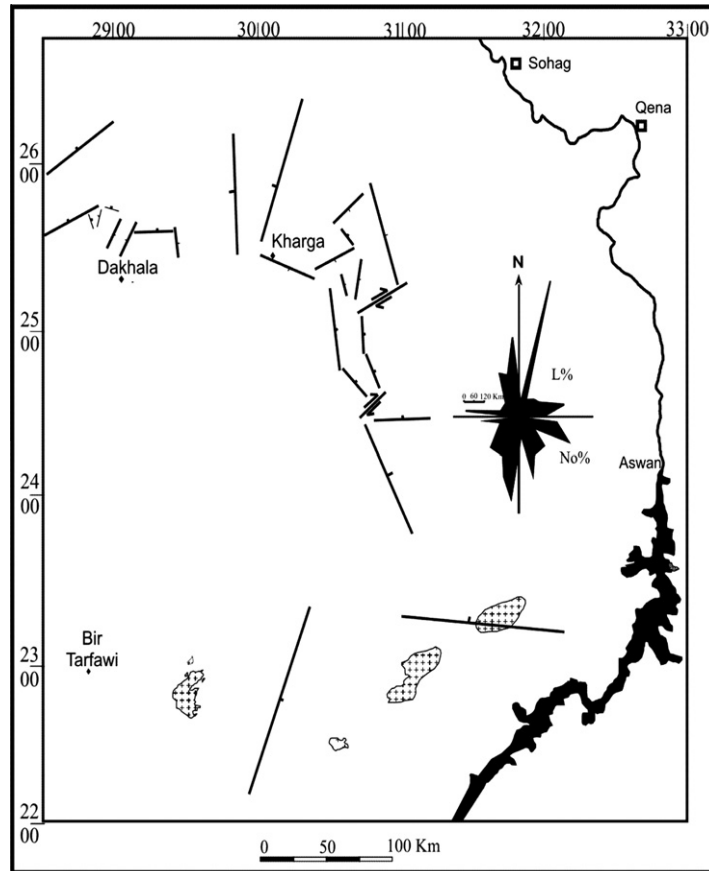 29|00 30|00 31|00 32|00 33|00
Sohag
Qena
26
00
Kharga
Dakhala
N
25
00
L%
0 60 120 Km
No%
Aswan
24
00
Bir
Tarfawi
23
00
22
00
0 50 100 Km